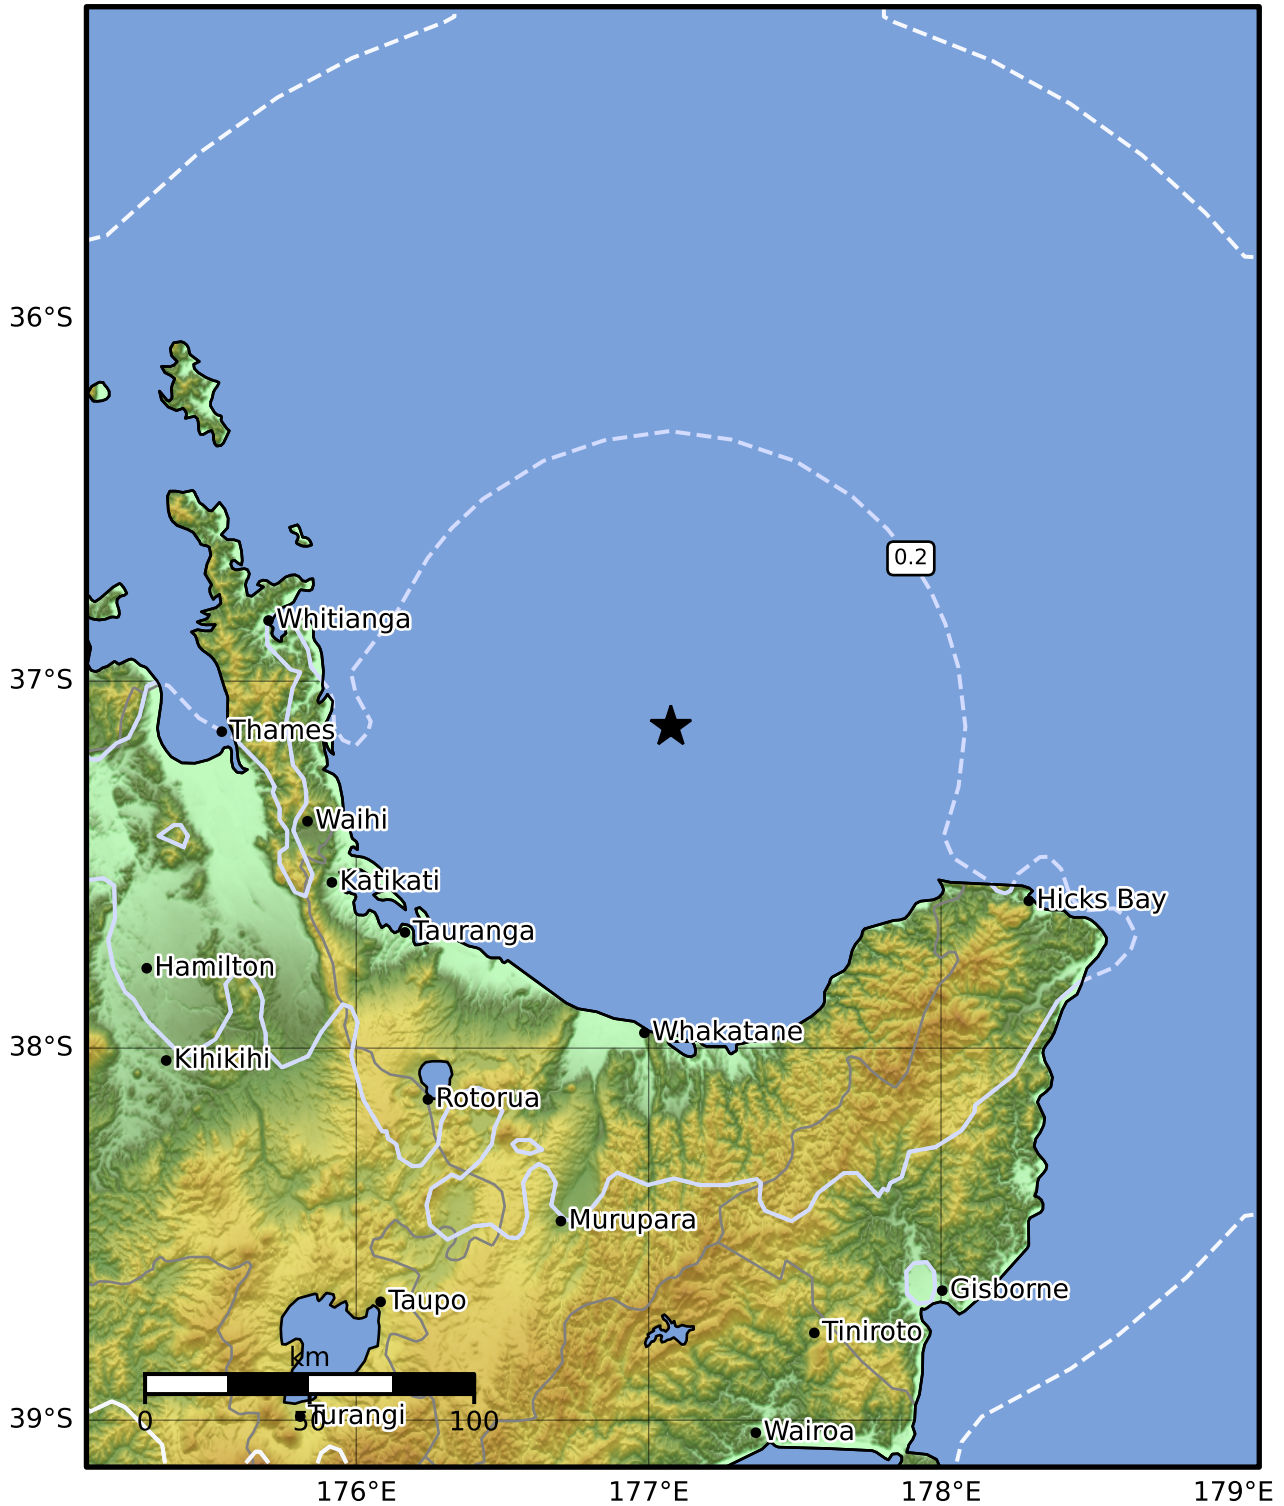 36°S
0.2
Whitianga
37°S
Thames
Waihi
Katikati
Hicks Bay
Tauranga
Hamilton
Whakatane
38°S
Kihikihi
Rotorua
Murupara
Gisborne
Taupo
Tiniroto
km
0
50
100
Turangi
39°S
Wairoa
176°E
177°E
178°E
179°E